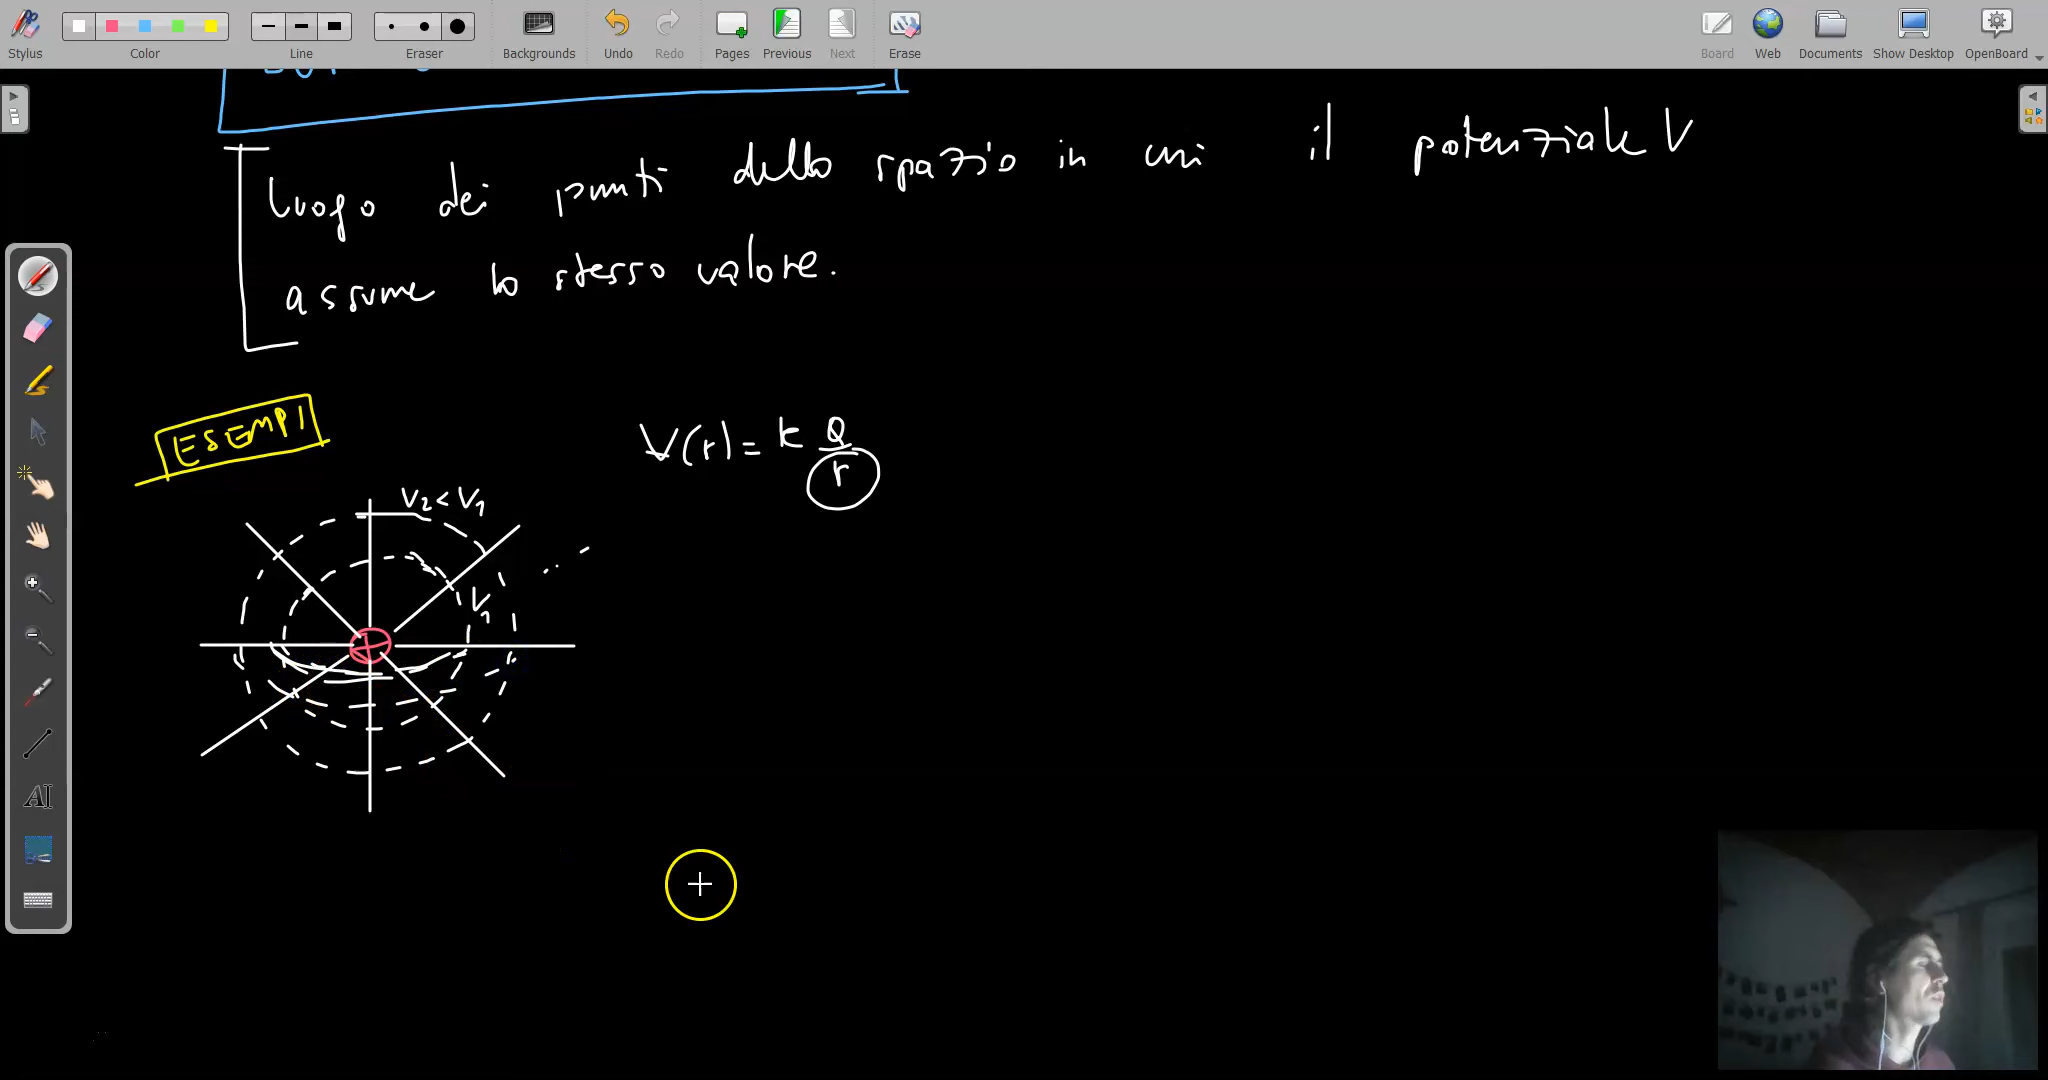 Stylus Color Line Eraser Backgrounds Undo Redo Pages Previous Next Erase Board Web Documents Show Desktop OpenBoard
luogo dei punti dello spazio in cui il potenziale V
assume lo stesso valore.
ESEMPI
V(r) = k Q/r
V2 < V1
V1
AI